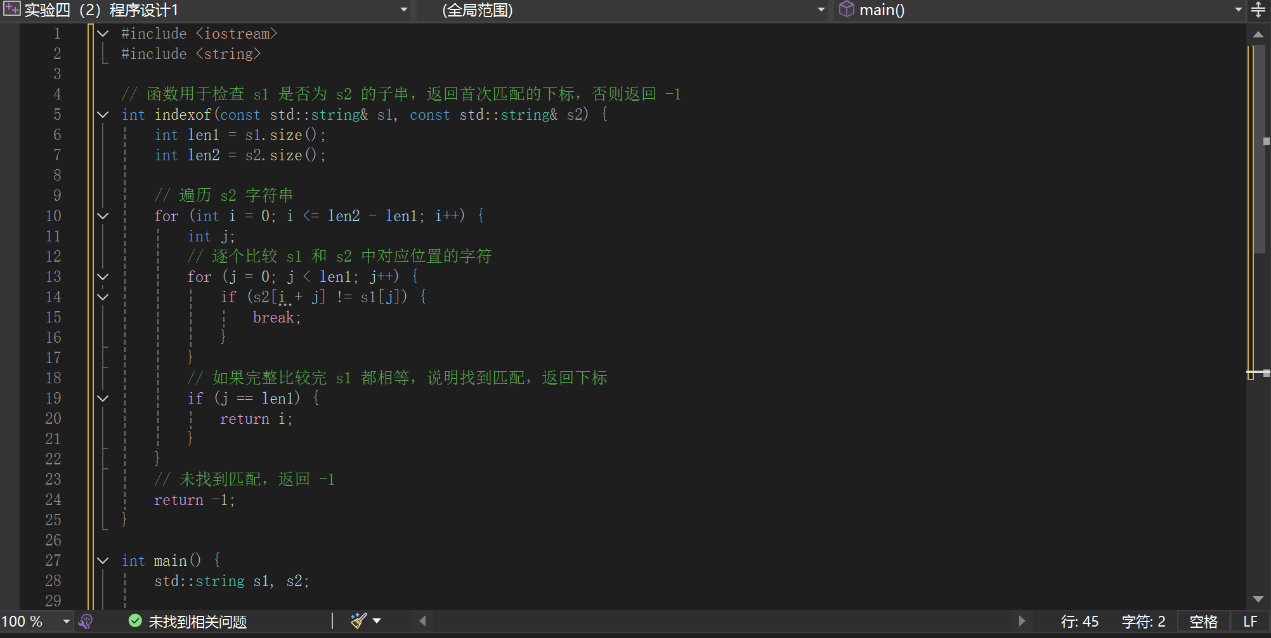 实验四（2）程序设计1 (全局范围) main()
1 #include <iostream>
2 #include <string>
3
4 // 函数用于检查 s1 是否为 s2 的子串，返回首次匹配的下标，否则返回 -1
5 int indexof(const std::string& s1, const std::string& s2) {
6 int len1 = s1.size();
7 int len2 = s2.size();
8
9 // 遍历 s2 字符串
10 for (int i = 0; i <= len2 - len1; i++) {
11 int j;
12 // 逐个比较 s1 和 s2 中对应位置的字符
13 for (j = 0; j < len1; j++) {
14 if (s2[i + j] != s1[j]) {
15 break;
16 }
17 }
18 // 如果完整比较完 s1 都相等，说明找到匹配，返回下标
19 if (j == len1) {
20 return i;
21 }
22 }
23 // 未找到匹配，返回 -1
24 return -1;
25 }
26
27 int main() {
28 std::string s1, s2;
29
100 % 未找到相关问题 行: 45 字符: 2 空格 LF